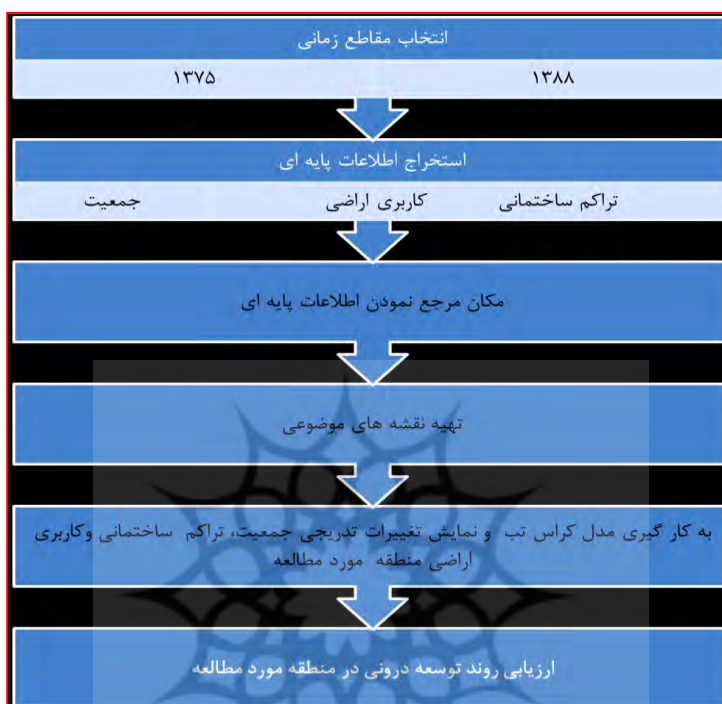 انتخاب مقاطع زمانی
۱۳۸۸ ۱۳۷۵
استخراج اطلاعات پایه ای
تراکم ساختمانی کاربری اراضی جمعیت
مکان مرجع نمودن اطلاعات پایه ای
تهیه نقشه های موضوعی
به کار گیری مدل کراس تب و نمایش تغییرات تدریجی جمعیت، تراکم ساختمانی وکاربری
اراضی منطقه مورد مطالعه
ارزیابی روند توسعه درونی در منطقه مورد مطالعه